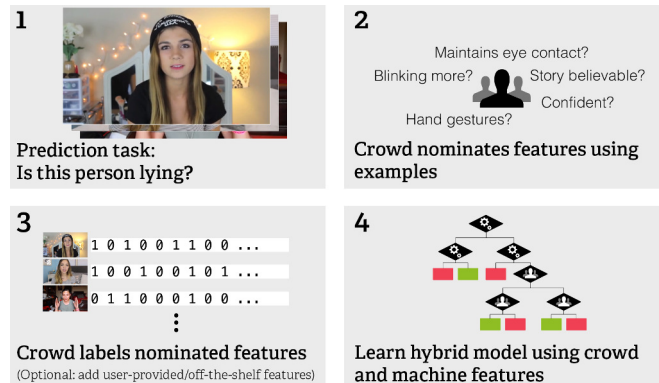 1
Prediction task:
Is this person lying?
2
Maintains eye contact?
Blinking more?
Story believable?
Confident?
Hand gestures?
Crowd nominates features using
examples
3
1 0 1 0 0 1 1 0 0 ...
1 0 0 1 0 0 1 0 1 ...
0 1 1 0 0 0 1 0 0 ...
Crowd labels nominated features
(Optional: add user-provided/off-the-shelf features)
4
Learn hybrid model using crowd
and machine features